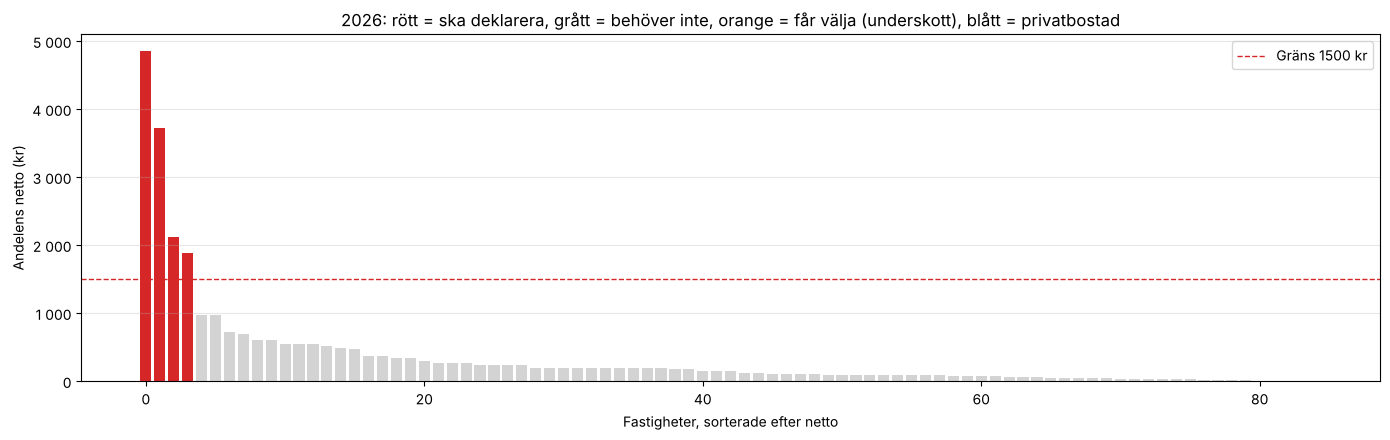 2026: rött = ska deklarera, grått = behöver inte, orange = får välja (underskott), blått = privatbostad
Gräns 1500 kr
Andelens netto (kr)
5 000
4 000
3 000
2 000
1 000
0
0
20
40
60
80
Fastigheter, sorterade efter netto